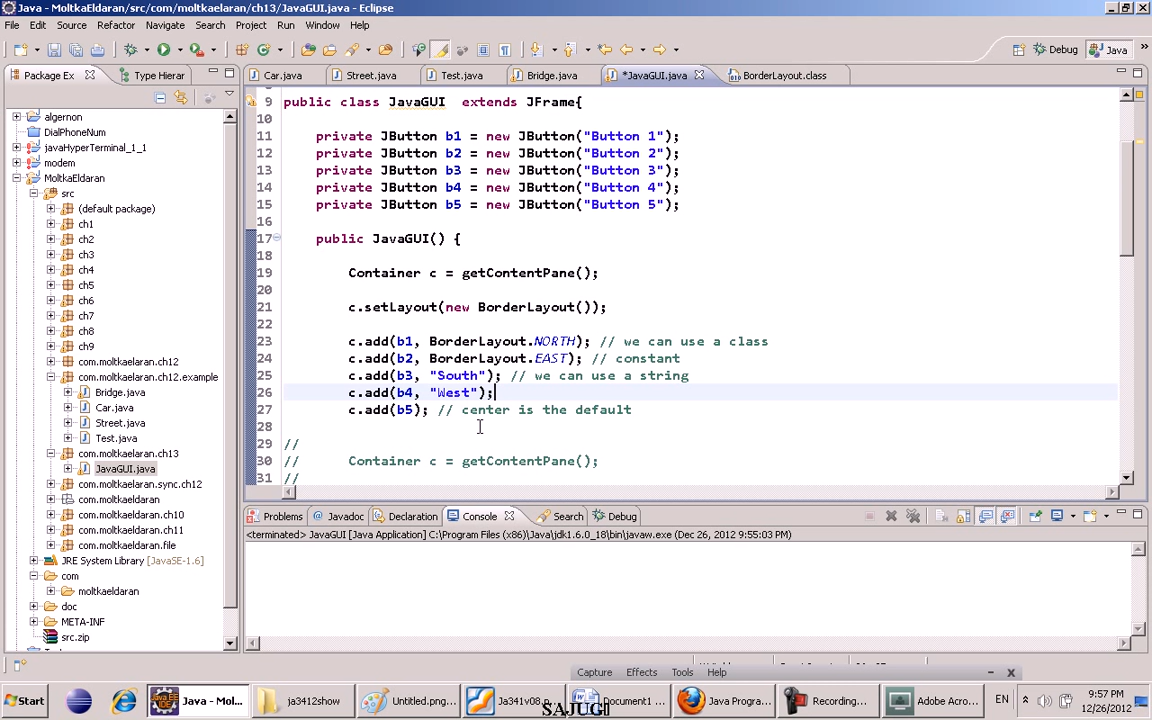 Java - MoltkaEldaran/src/com/moltkaelaran/ch13/JavaGUI.java - Eclipse
File Edit Source Refactor Navigate Search Project Run Window Help
Debug Java
Package Ex Type Hierar
Car.java Street.java Test.java Bridge.java *JavaGUI.java BorderLayout.class
algernon
DialPhoneNum
javaHyperTerminal_1_1
modem
MoltkaEldaran
src
(default package)
ch1
ch2
ch3
ch4
ch5
ch6
ch7
ch8
ch9
com.moltkaelaran.ch12
com.moltkaelaran.ch12.example
Bridge.java
Car.java
Street.java
Test.java
com.moltkaelaran.ch13
JavaGUI.java
com.moltkaelaran.sync.ch12
com.moltkaeldaran
com.moltkaeldaran.ch10
com.moltkaeldaran.ch11
com.moltkaeldaran.file
JRE System Library [JavaSE-1.6]
com
moltkaeldaran
doc
META-INF
src.zip
9 public class JavaGUI extends JFrame{
10
11 private JButton b1 = new JButton("Button 1");
12 private JButton b2 = new JButton("Button 2");
13 private JButton b3 = new JButton("Button 3");
14 private JButton b4 = new JButton("Button 4");
15 private JButton b5 = new JButton("Button 5");
16
17 public JavaGUI() {
18
19 Container c = getContentPane();
20
21 c.setLayout(new BorderLayout());
22
23 c.add(b1, BorderLayout.NORTH); // we can use a class
24 c.add(b2, BorderLayout.EAST); // constant
25 c.add(b3, "South"); // we can use a string
26 c.add(b4, "West");
27 c.add(b5); // center is the default
28
29 //
30 // Container c = getContentPane();
31 //
Problems Javadoc Declaration Console Search Debug
<terminated> JavaGUI [Java Application] C:\Program Files (x86)\Java\jdk1.6.0_18\bin\javaw.exe (Dec 26, 2012 9:55:03 PM)
Capture Effects Tools Help
Start Java - Mol... ja3412show Untitled.png... Ja341v08.p... Document1 ... Java Progra... Recording... Adobe Acro... EN 9:57 PM
12/26/2012